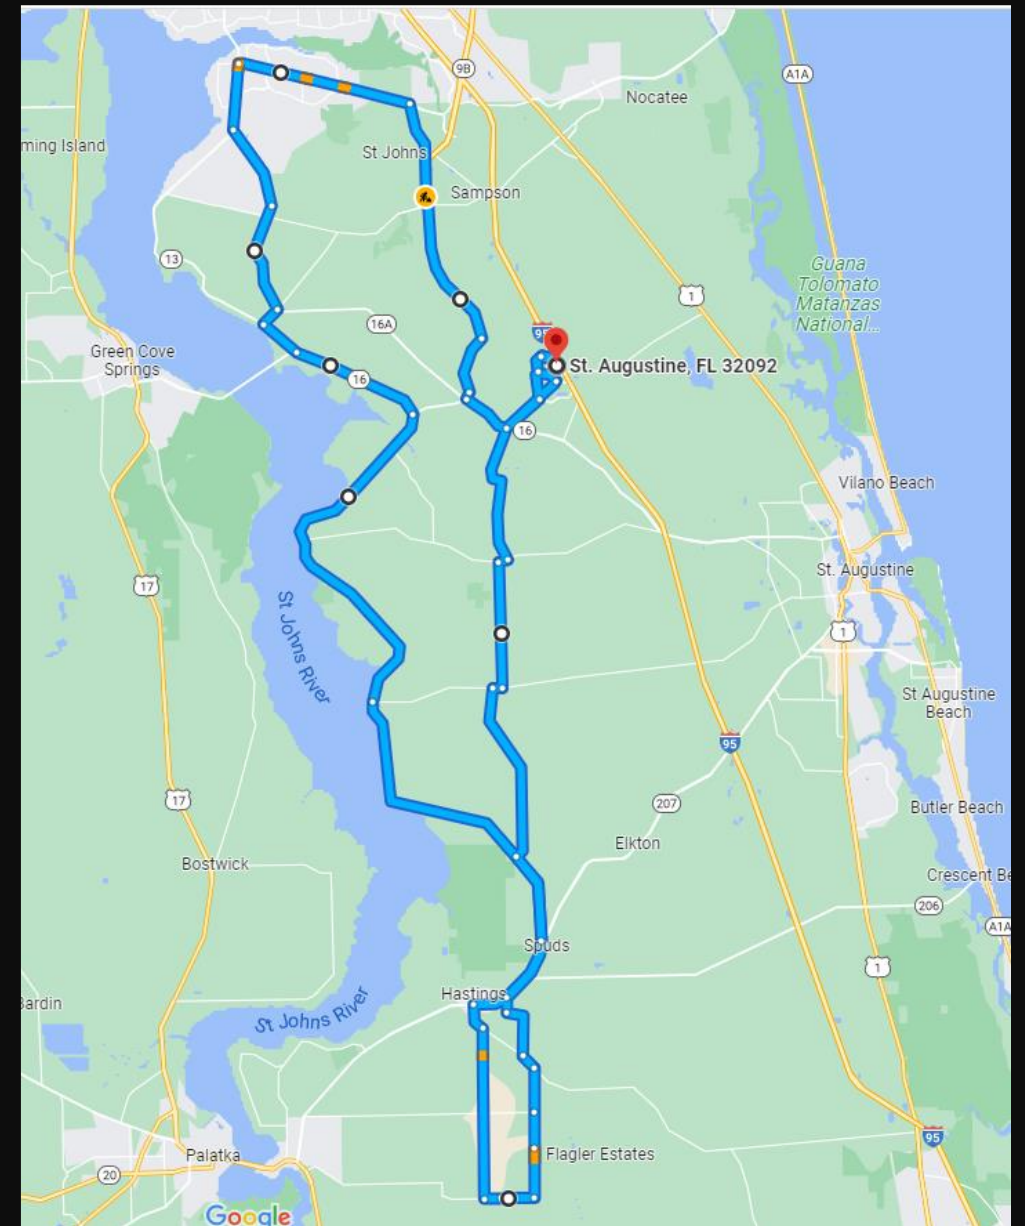 9B
A1A
Nocatee
ming Island
St Johns
Sampson
13
Guana
Tolomato
Matanzas
National...
1
16A
95
Green Cove
Springs
St. Augustine, FL 32092
16
16
Vilano Beach
17
St. Augustine
St Johns River
1
St Augustine
Beach
95
17
207
Butler Beach
Elkton
Bostwick
Crescent Be
206
A1A
Spuds
1
Hastings
Bardin
St Johns River
95
Palatka
Flagler Estates
20
Google